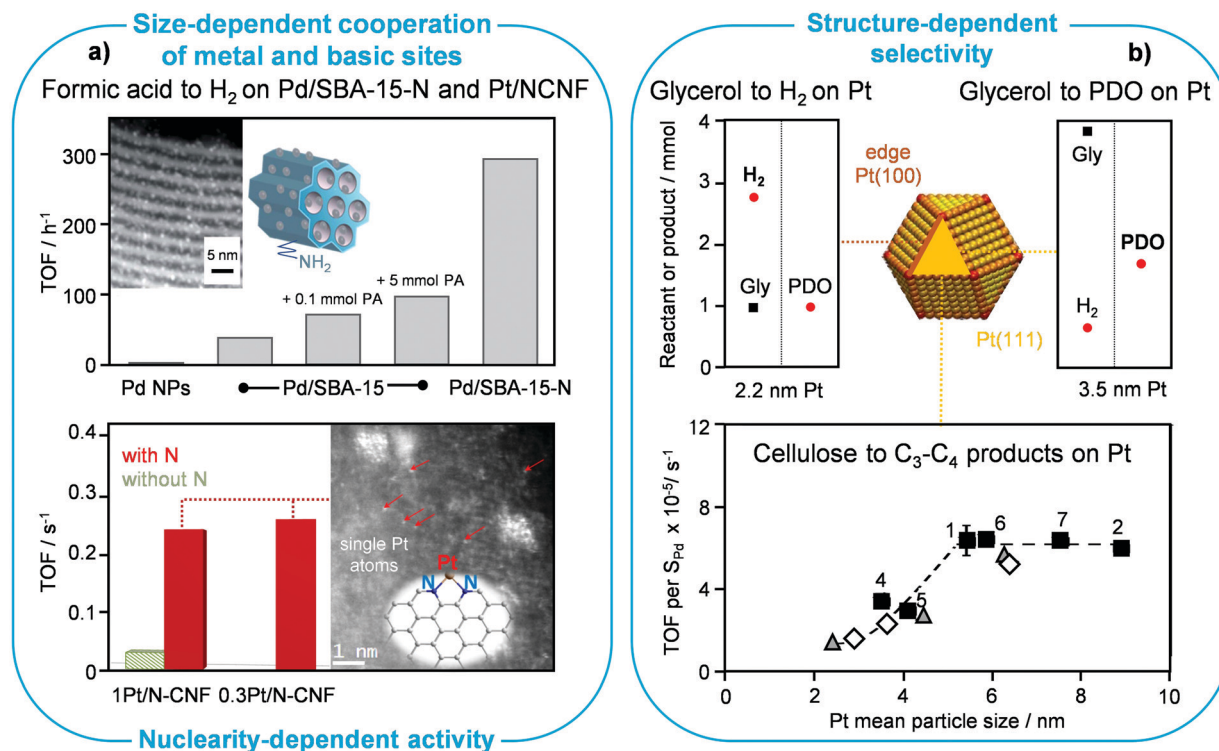 Size-dependent cooperation
of metal and basic sites
a)
Formic acid to H₂ on Pd/SBA-15-N and Pt/NCNF
TOF / h⁻¹
300
200
100
0
5 nm
NH₂
+ 0.1 mmol PA
+ 5 mmol PA
Pd NPs
Pd/SBA-15
Pd/SBA-15-N
TOF / s⁻¹
0.4
0.3
0.2
0.1
0
with N
without N
single Pt
atoms
Pt
N
N
1 nm
1Pt/N-CNF
0.3Pt/N-CNF
Nuclearity-dependent activity
Structure-dependent
selectivity
b)
Glycerol to H₂ on Pt
Glycerol to PDO on Pt
Reactant or product / mmol
4
3
2
1
0
H₂
Gly
PDO
2.2 nm Pt
edge
Pt(100)
Pt(111)
Gly
PDO
H₂
3.5 nm Pt
Cellulose to C₃-C₄ products on Pt
TOF per S_Pd x 10⁻⁵/ s⁻¹
12
8
4
0
4
5
1
6
7
2
0
2
4
6
8
10
Pt mean particle size / nm